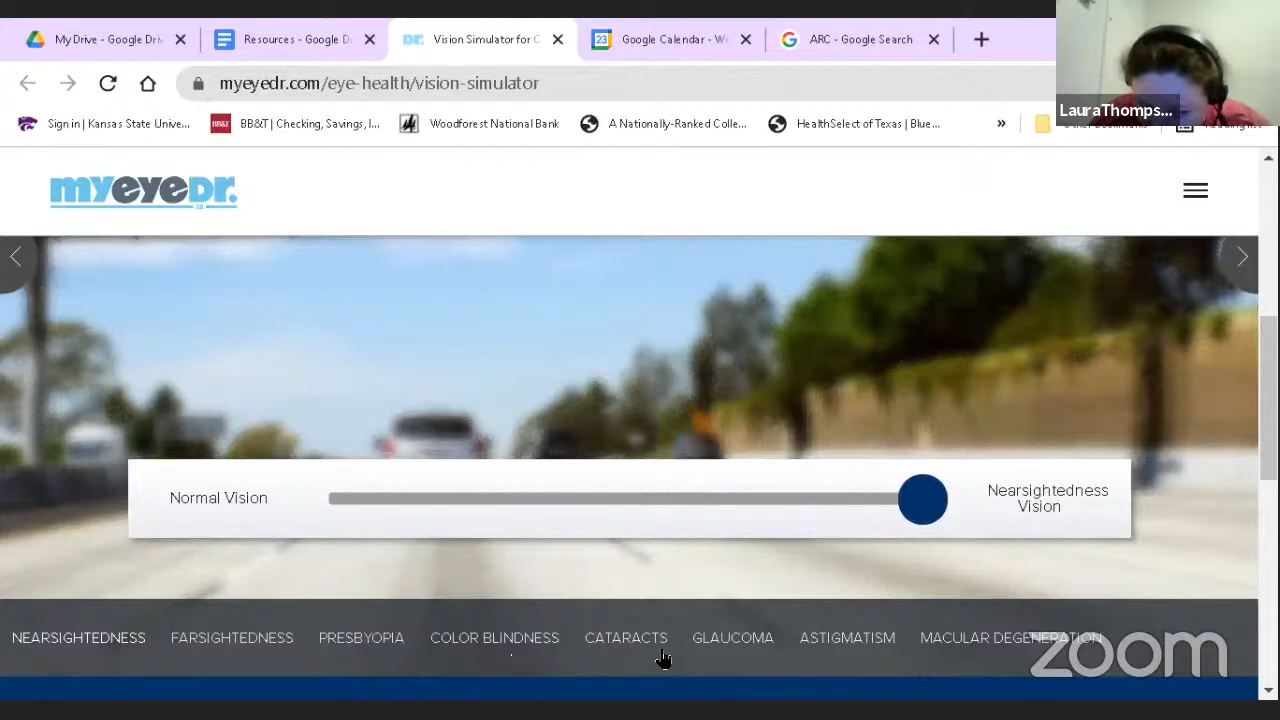 My Drive - Google Driv
Resources - Google D
Vision Simulator for C
Google Calendar - We
ARC - Google Search
myeyedr.com/eye-health/vision-simulator
LauraThomps...
Sign in | Kansas State Unive...
BB&T | Checking, Savings, I...
Woodforest National Bank
A Nationally-Ranked Colle...
HealthSelect of Texas | Blue...
»
myeyeDr.
Normal Vision
Nearsightedness
Vision
NEARSIGHTEDNESS
FARSIGHTEDNESS
PRESBYOPIA
COLOR BLINDNESS
CATARACTS
GLAUCOMA
ASTIGMATISM
MACULAR DEGENERATION
zoom